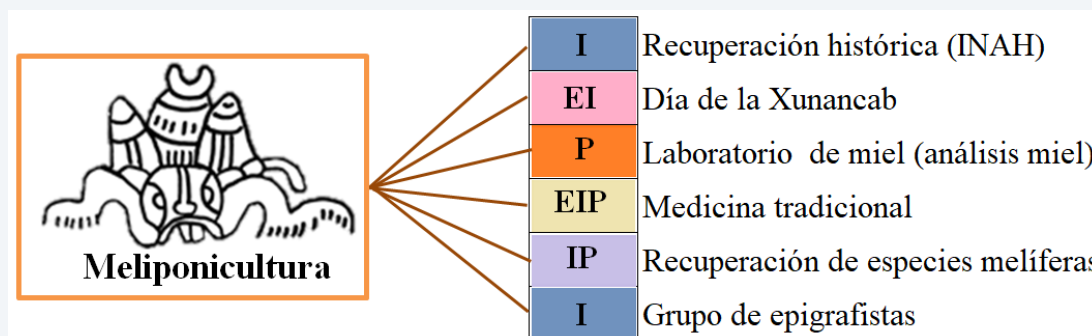 I Recuperación histórica (INAH)
EI Día de la Xunancab
P Laboratorio de miel (análisis miel)
EIP Medicina tradicional
Meliponicultura
IP Recuperación de especies melíferas
I Grupo de epigrafistas